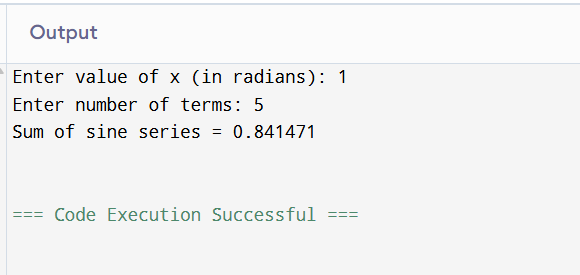 Output
Enter value of x (in radians): 1
Enter number of terms: 5
Sum of sine series = 0.841471
=== Code Execution Successful ===